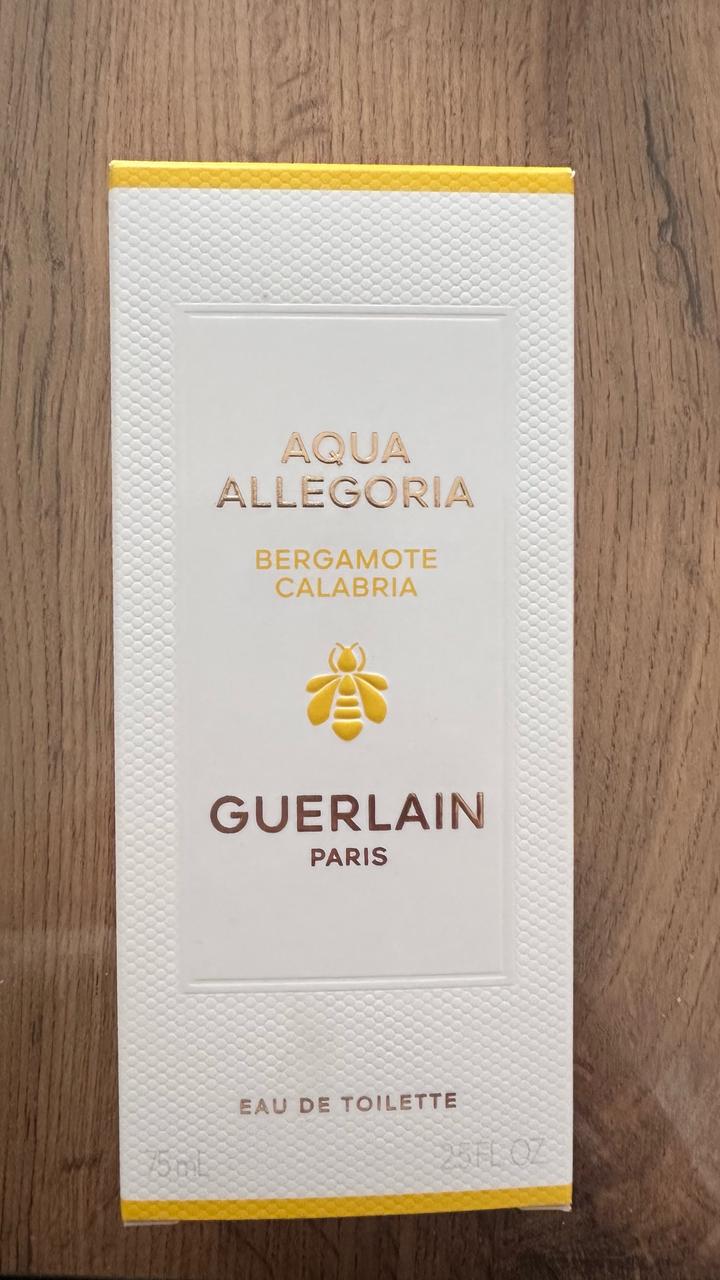 AQUA
ALLEGORIA
BERGAMOTE
CALABRIA
GUERLAIN
PARIS
EAU DE TOILETTE
75 mL 2.5 FL OZ